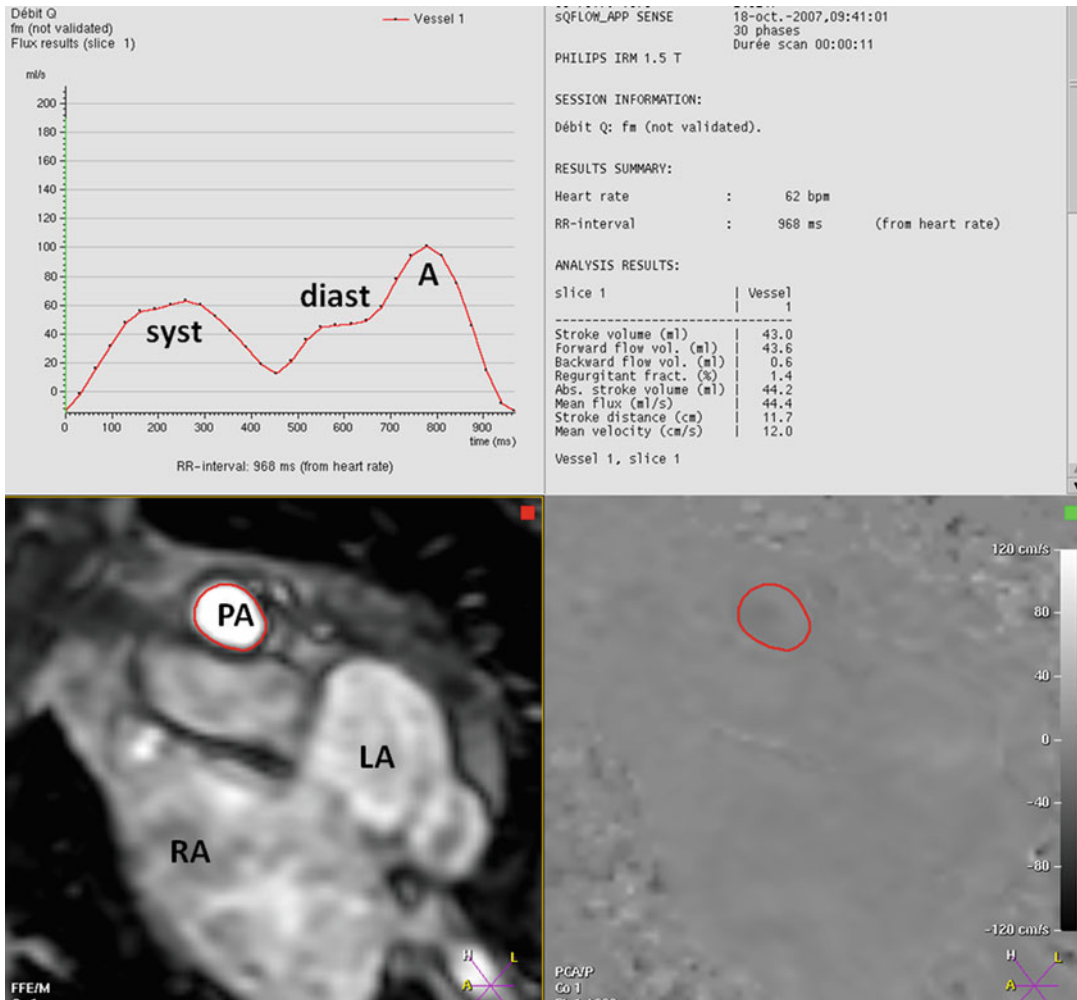 Débit Q
fm (not validated)
Flux results (slice 1)
Vessel 1
ml/s
200
180
160
140
120
100
80
60
40
20
0
syst
diast
A
0 100 200 300 400 500 600 700 800 900
time (ms)
RR-interval: 968 ms (from heart rate)
sQFLOW_APP SENSE 18-oct.-2007,09:41:01
30 phases
Durée scan 00:00:11
PHILIPS IRM 1.5 T
SESSION INFORMATION:
Débit Q: fm (not validated).
RESULTS SUMMARY:
Heart rate : 62 bpm
RR-interval : 968 ms (from heart rate)
ANALYSIS RESULTS:
slice 1 | Vessel
| 1
Stroke volume (ml) | 43.0
Forward flow vol. (ml) | 43.6
Backward flow vol. (ml) | 0.6
Regurgitant fract. (%) | 1.4
Abs. stroke volume (ml) | 44.2
Mean flux (ml/s) | 44.4
Stroke distance (cm) | 11.7
Mean velocity (cm/s) | 12.0
Vessel 1, slice 1
PA
LA
RA
H L
A
FFE/M
120 cm/s
80
40
0
-40
-80
-120 cm/s
H L
A
PCA/P
Co 1